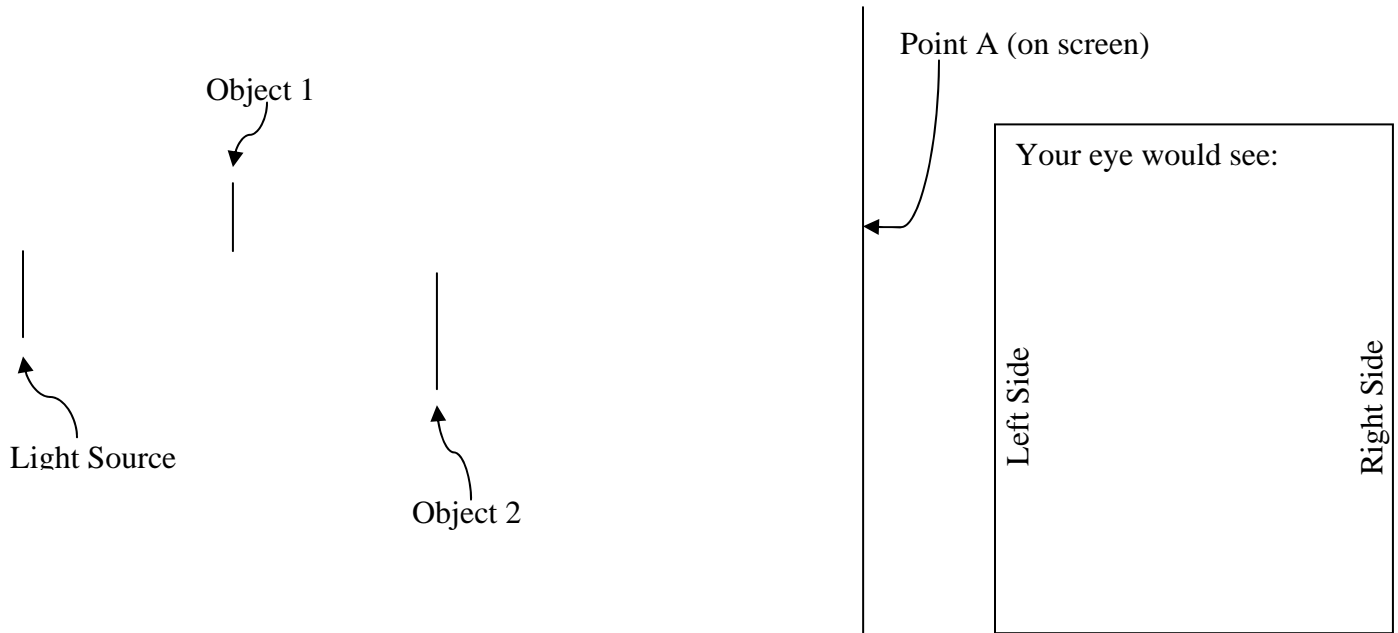 Point A (on screen)
Object 1
Your eye would see:
Left Side
Right Side
Light Source
Object 2